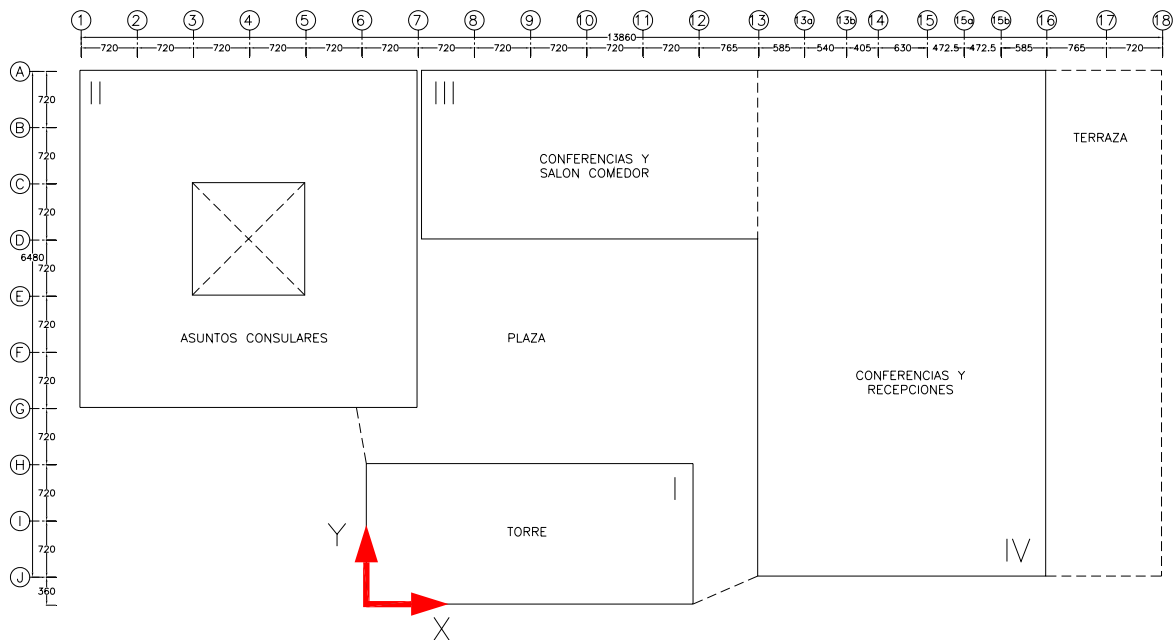 1 2 3 4 5 6 7 8 9 10 11 12 13 13a 13b 14 15 15a 15b 16 17 18
13860
720 720 720 720 720 720 720 720 720 720 720 765 585 540 405 630 472.5 472.5 585 765 720
A
II III
720
B
TERRAZA
CONFERENCIAS Y
SALON COMEDOR
720
C
720
D
6480
720
E
720
ASUNTOS CONSULARES
PLAZA
F
CONFERENCIAS Y
RECEPCIONES
720
G
720
H
I
720
I
TORRE
Y
IV
720
J
360
X